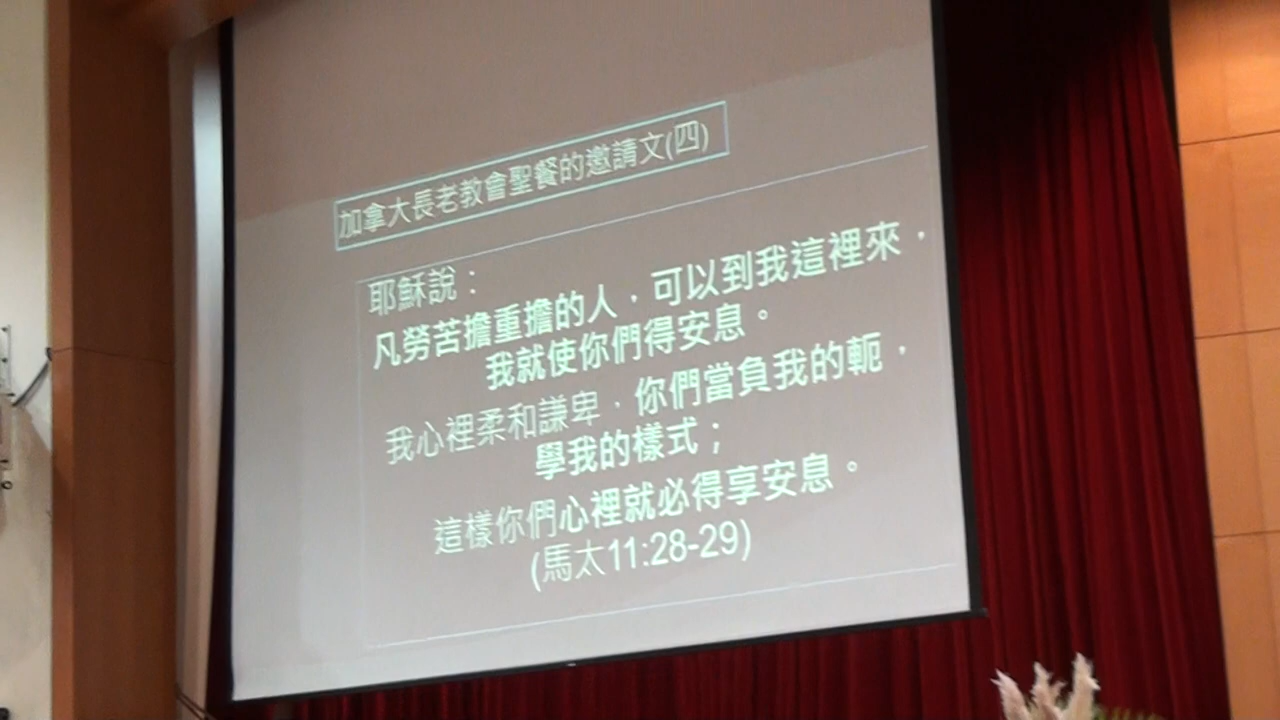 加拿大長老教會聖餐的邀請文(四)
耶穌說：
凡勞苦擔重擔的人，可以到我這裡來，
我就使你們得安息。
我心裡柔和謙卑，你們當負我的軛，
學我的樣式；
這樣你們心裡就必得享安息。
(馬太11:28-29)